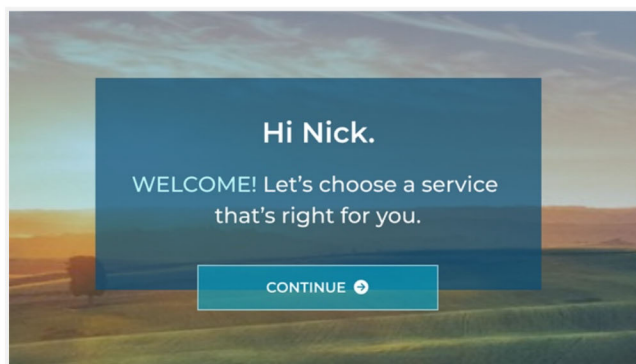 Hi Nick.
WELCOME! Let’s choose a service
that’s right for you.
CONTINUE